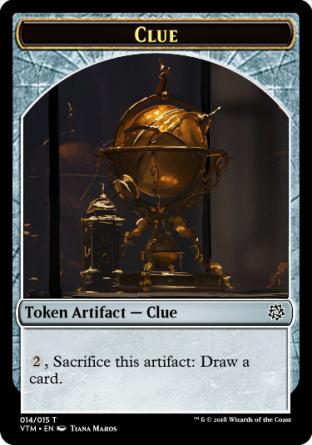 Clue
Token Artifact — Clue
2, Sacrifice this artifact: Draw a
card.
014/015 T
VTM • EN Tiana Maros
™ & © 2018 Wizards of the Coast